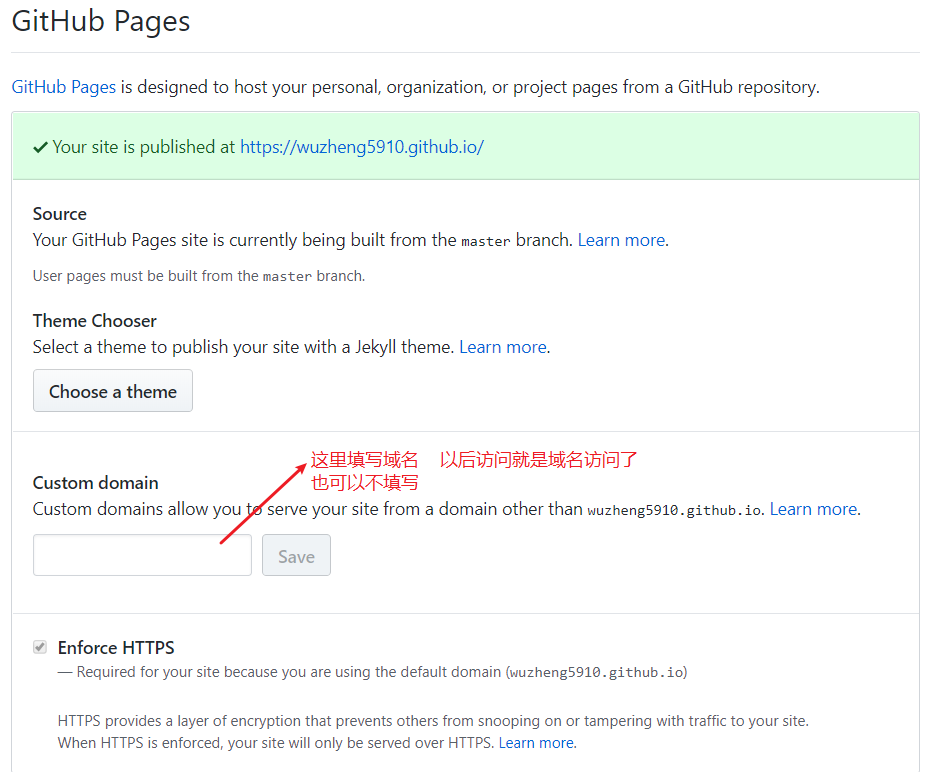 GitHub Pages
GitHub Pages is designed to host your personal, organization, or project pages from a GitHub repository.
Your site is published at https://wuzheng5910.github.io/
Source
Your GitHub Pages site is currently being built from the master branch. Learn more.
User pages must be built from the master branch.
Theme Chooser
Select a theme to publish your site with a Jekyll theme. Learn more.
Choose a theme
这里填写域名 以后访问就是域名访问了
也可以不填写
Custom domain
Custom domains allow you to serve your site from a domain other than wuzheng5910.github.io. Learn more.
Save
Enforce HTTPS
— Required for your site because you are using the default domain (wuzheng5910.github.io)
HTTPS provides a layer of encryption that prevents others from snooping on or tampering with traffic to your site.
When HTTPS is enforced, your site will only be served over HTTPS. Learn more.